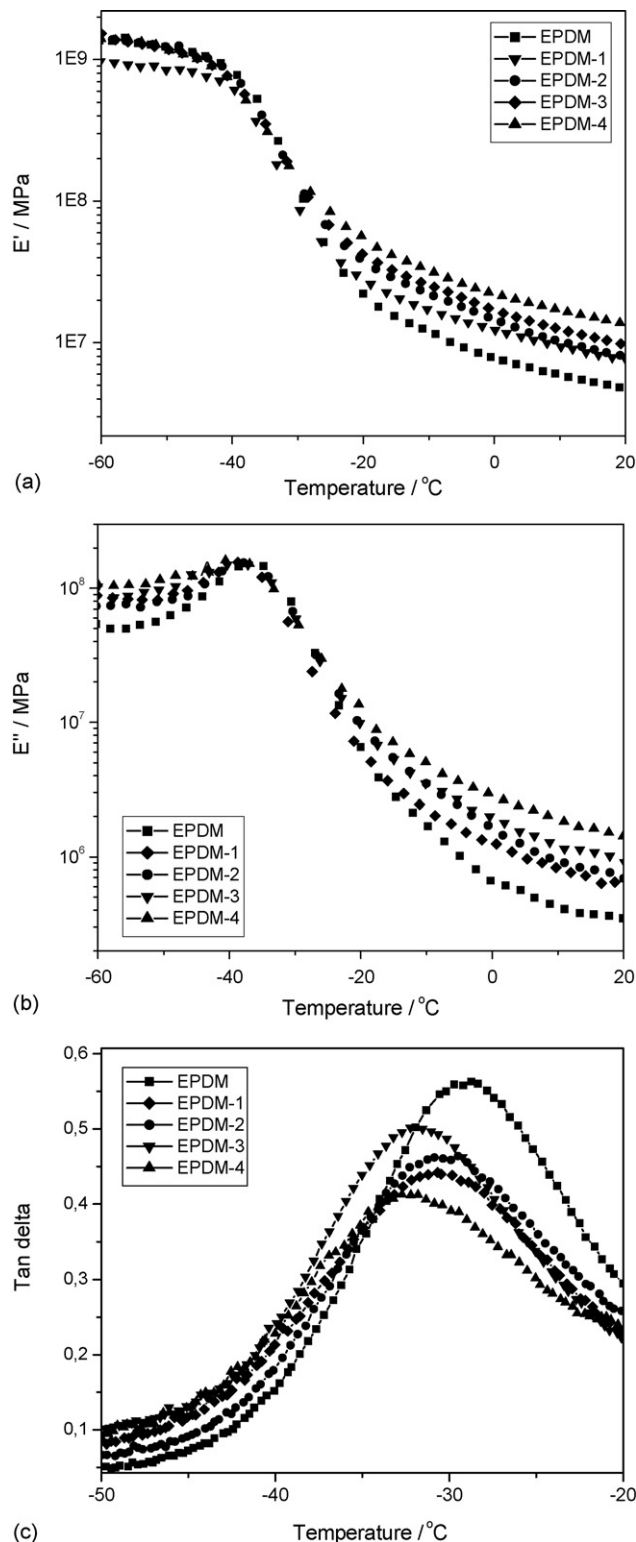 1E9
1E8
1E7
E' / MPa
EPDM
EPDM-1
EPDM-2
EPDM-3
EPDM-4
-60
-40
-20
0
20
Temperature / °C
(a)
10⁸
10⁷
10⁶
E'' / MPa
EPDM
EPDM-1
EPDM-2
EPDM-3
EPDM-4
-60
-40
-20
0
20
Temperature / °C
(b)
0,6
0,5
0,4
0,3
0,2
0,1
Tan delta
EPDM
EPDM-1
EPDM-2
EPDM-3
EPDM-4
-50
-40
-30
-20
Temperature / °C
(c)